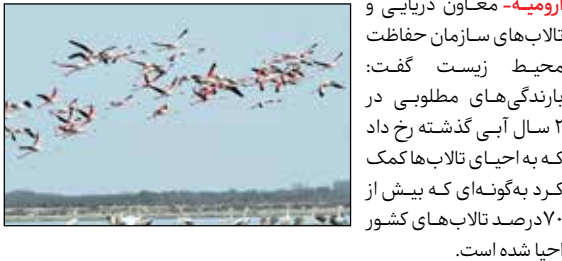 ارومیه- معاون دریایی و
تالاب‌های سازمان حفاظت
محیط زیست گفت:
بارندگی‌های مطلوبی در
۲ سال آبی گذشته رخ داد
که به احیای تالاب‌ها کمک
کرد به‌گونه‌ای که بیش از
۷۰درصد تالاب‌های کشور
احیا شده است.